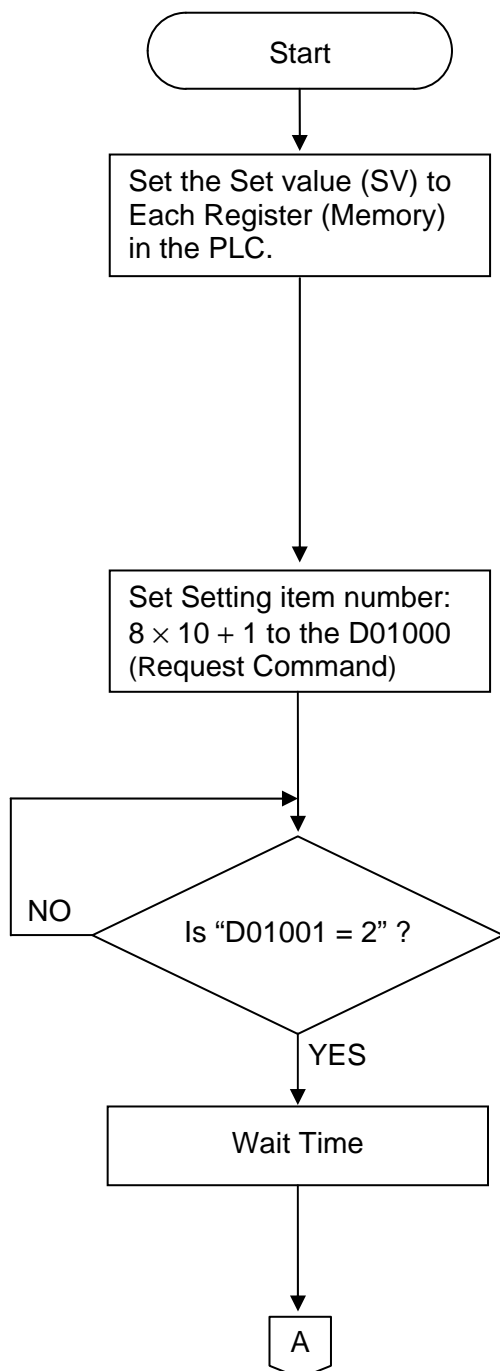 Start
Set the Set value (SV) to
Each Register (Memory)
in the PLC.
Set Setting item number:
8 × 10 + 1 to the D01000
(Request Command)
NO
Is “D01001 = 2” ?
YES
Wait Time
A